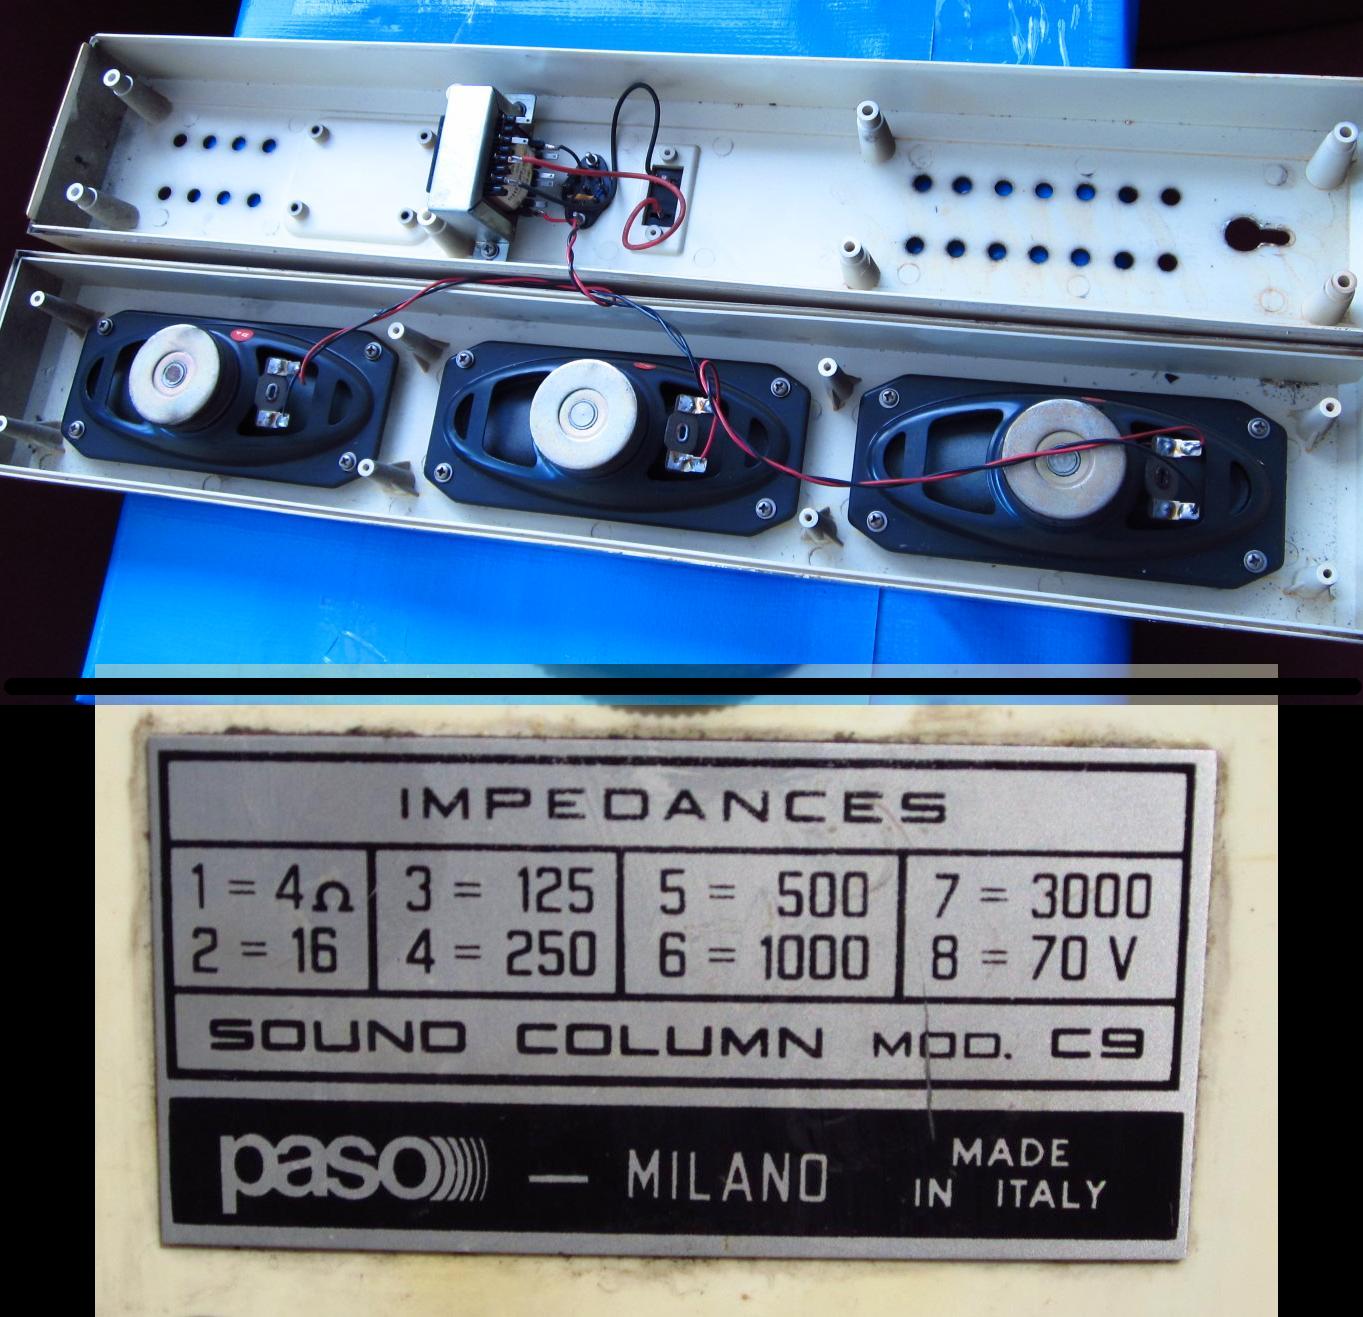 IMPEDANCES
1 = 4Ω 3 = 125 5 = 500 7 = 3000
2 = 16 4 = 250 6 = 1000 8 = 70 V
SOUND COLUMN MOD. C9
paso — MILANO MADE IN ITALY